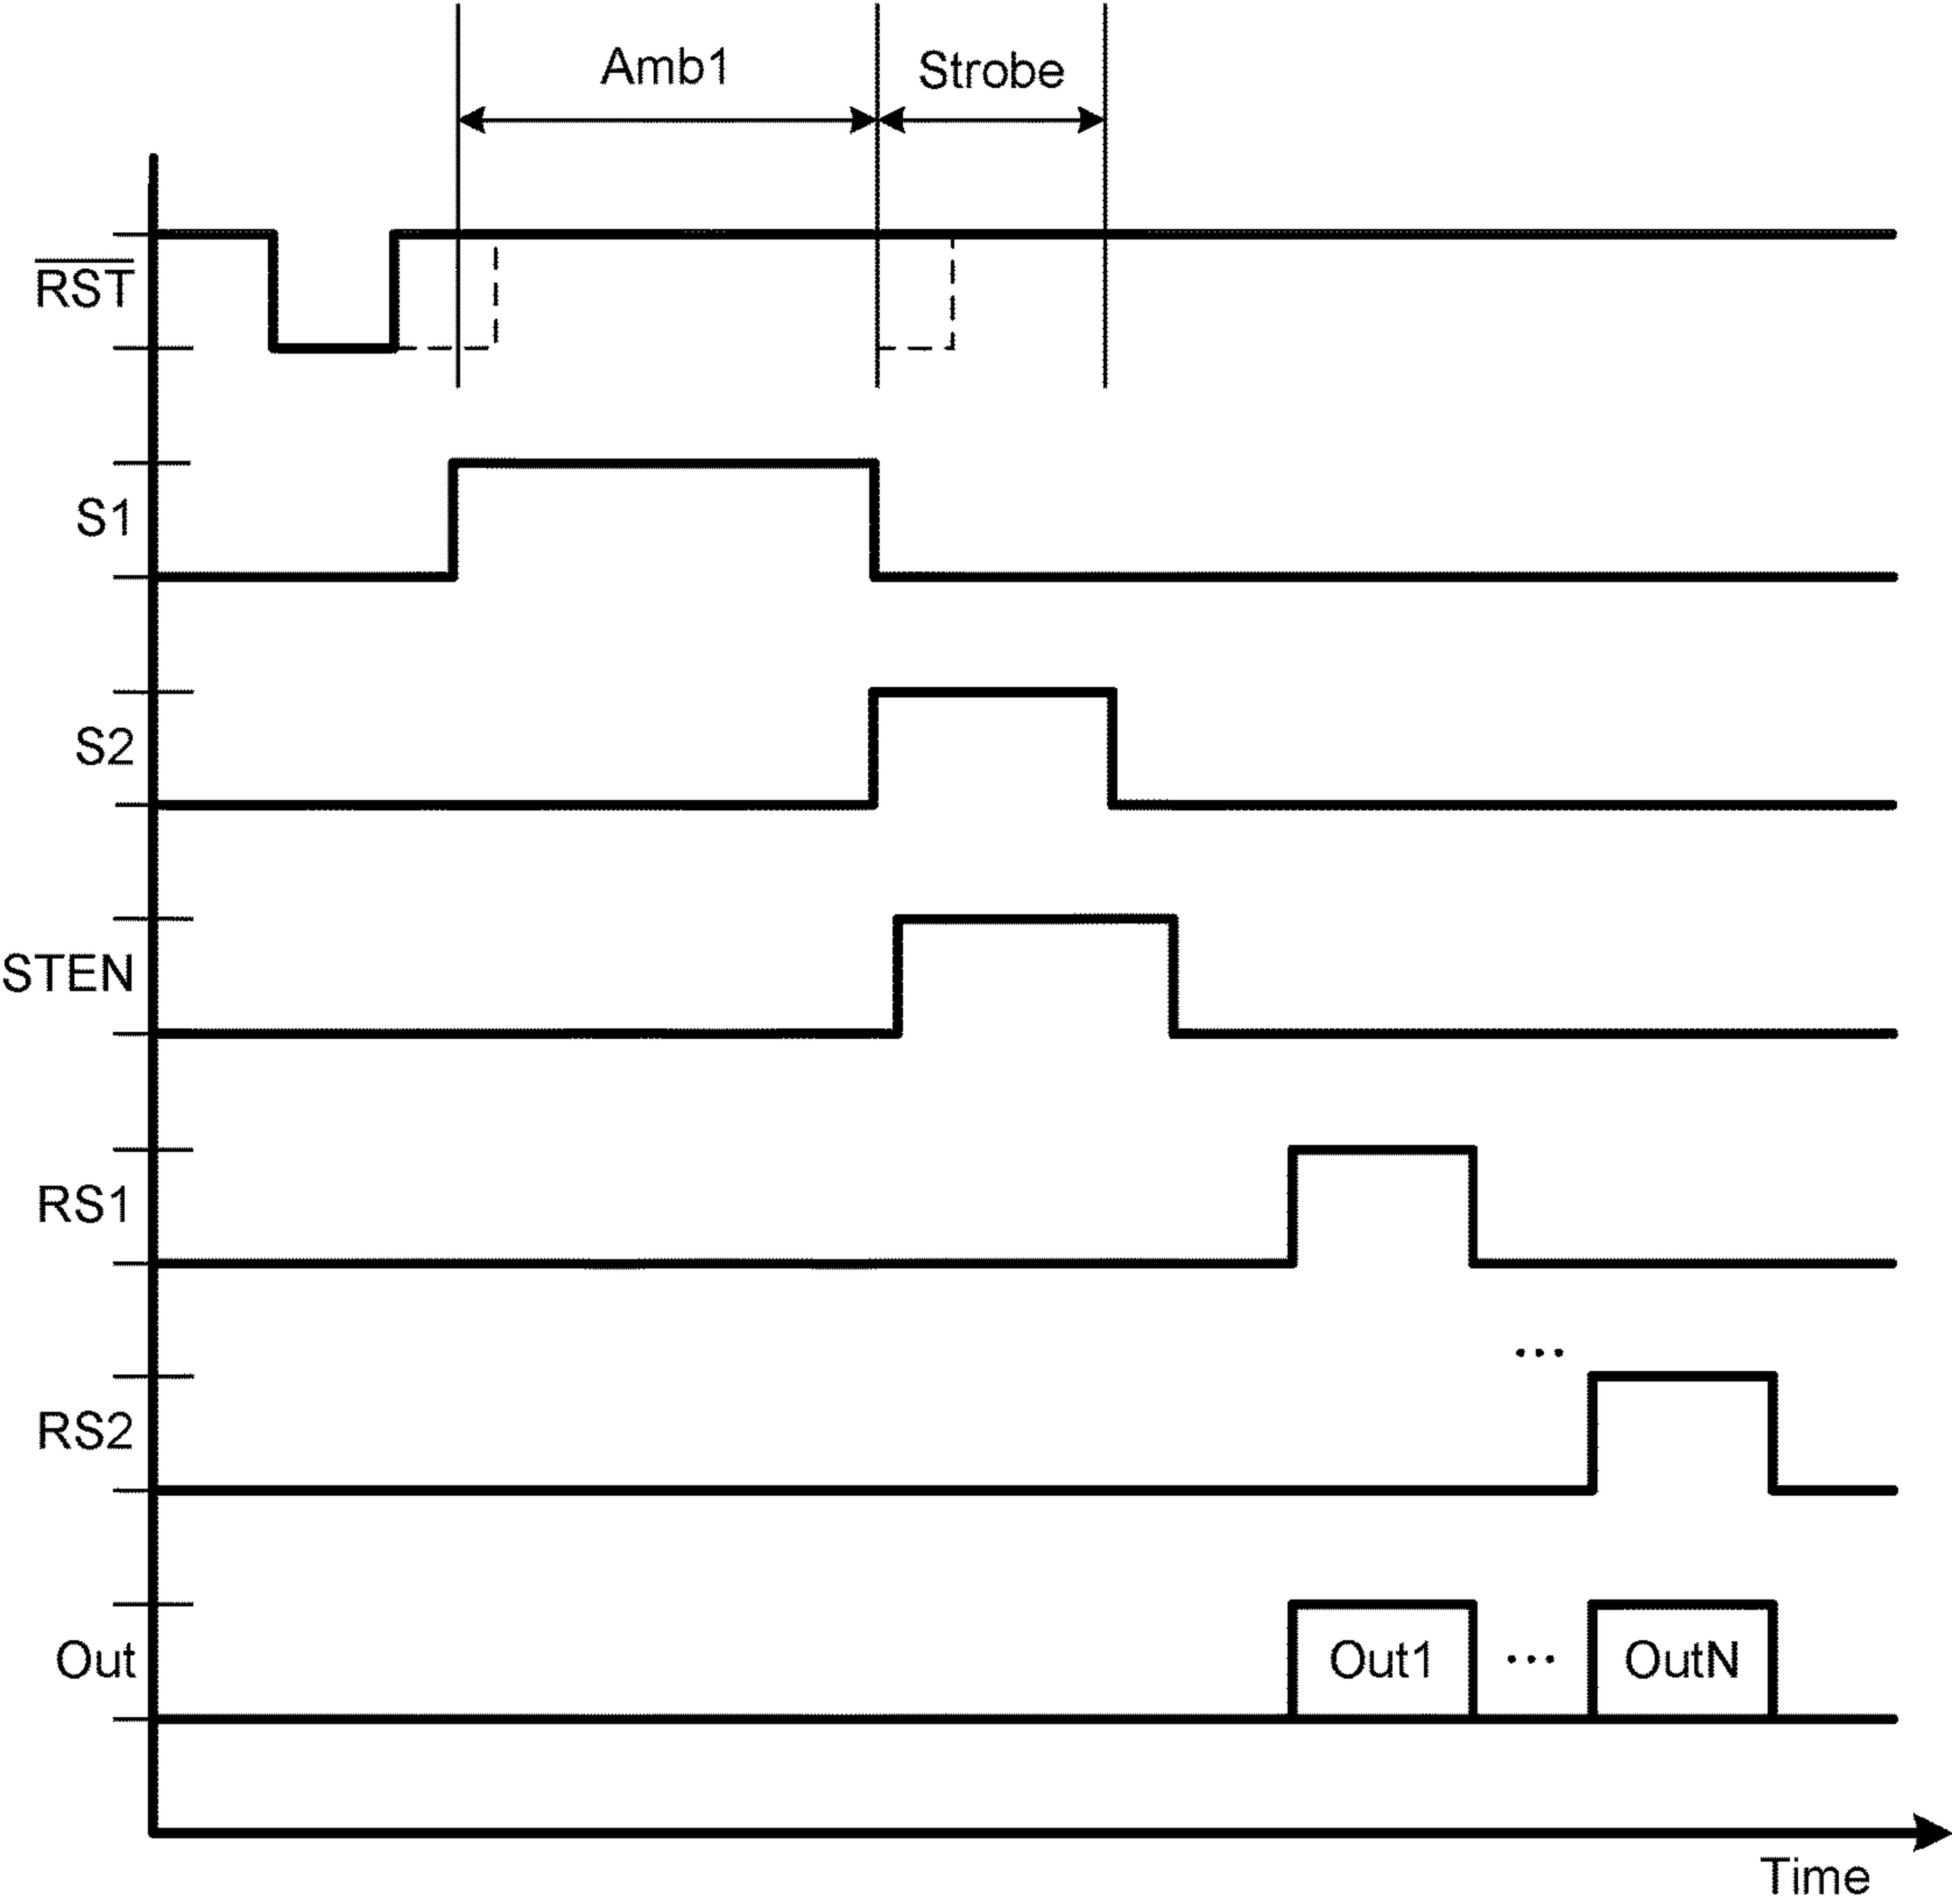 Amb1
Strobe
RST
S1
S2
STEN
RS1
...
RS2
Out
Out1
...
OutN
Time